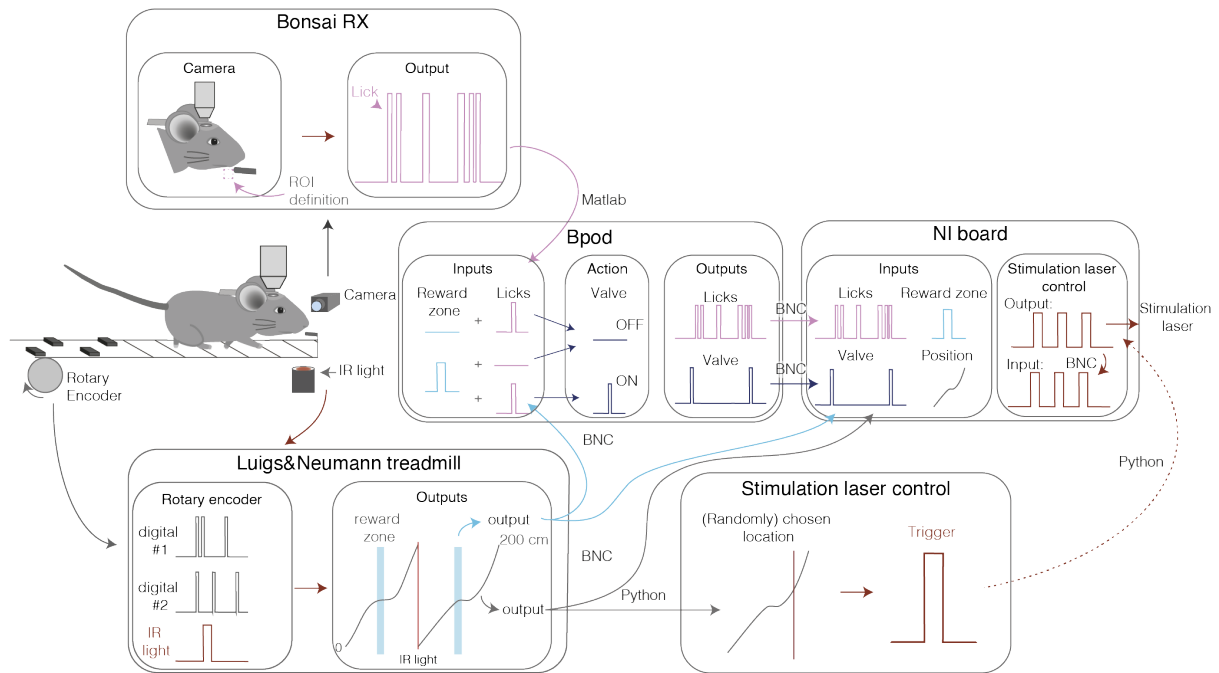 Bonsai RX
Camera
Output
Lick
ROI
definition
Matlab
Camera
IR light
Rotary
Encoder
Bpod
Inputs
Reward
zone
Licks
+
+
+
Action
Valve
OFF
ON
Outputs
Licks
Valve
BNC
BNC
NI board
Inputs
Licks
Reward zone
Valve
Position
Stimulation laser
control
Output:
Input:
BNC
Stimulation
laser
BNC
Python
Luigs&Neumann treadmill
Rotary encoder
digital
#1
digital
#2
IR
light
Outputs
reward
zone
output
200 cm
output
0
IR light
BNC
Python
Stimulation laser control
(Randomly) chosen
location
Trigger